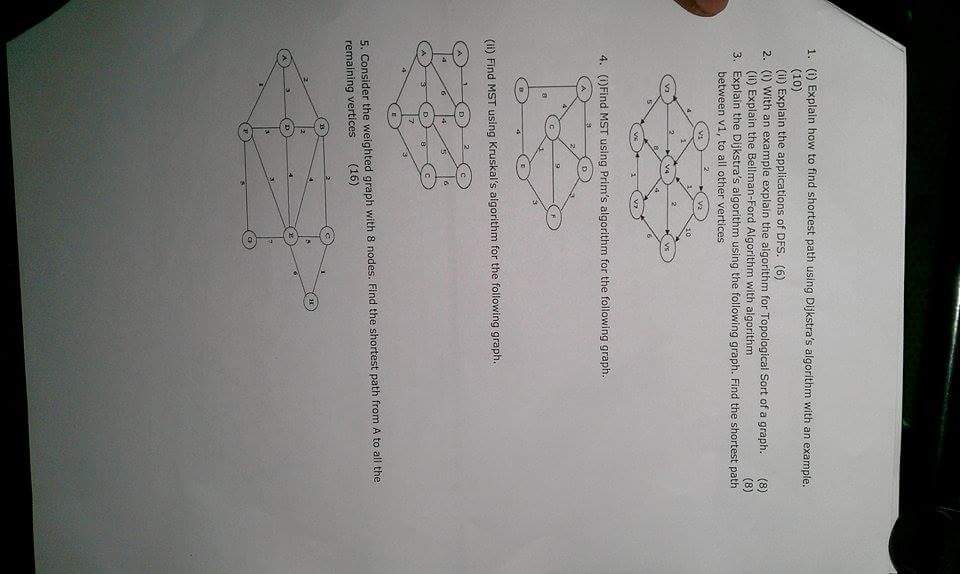 1. (i) Explain how to find shortest path using Dijkstra's algorithm with an example.
(10)
(ii) Explain the applications of DFS. (6)
2. (i) With an example explain the algorithm for Topological Sort of a graph. (8)
(ii) Explain the Bellman-Ford Algorithm with algorithm (8)
3. Explain the Dijkstra's algorithm using the following graph. Find the shortest path
between v1, to all other vertices
V1 2 V2
4 1 1 10
V3 2 V4 2 V5
5 8 4 6
V6 1 V7
4. (i)Find MST using Prim's algorithm for the following graph.
A 3 D
4 2
8 C 9 F
1 3
B 4 E
(ii) Find MST using Kruskal's algorithm for the following graph.
A 1 D 2 C
4 6 4 5 6
A 3 D 8 C
4 7 3
E
5. Consider the weighted graph with 8 nodes. Find the shortest path from A to all the
remaining vertices (16)
B 2 C
2 2 4 5 1
A 3 D 4 E 6 H
3 3 7
F 5 G